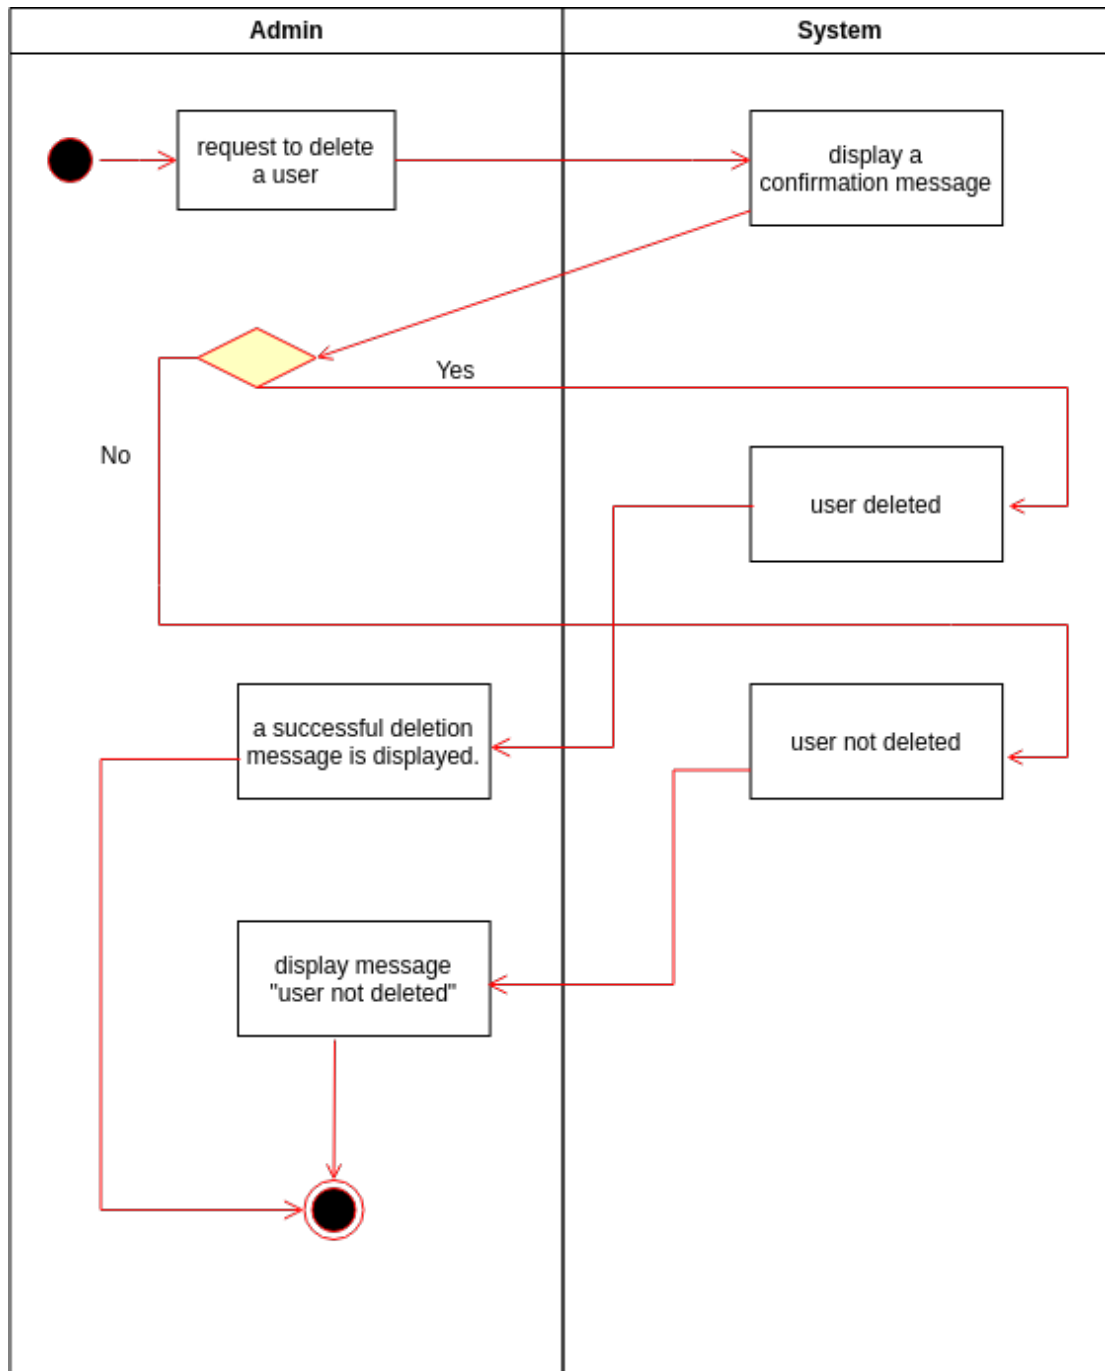 Admin
System
request to delete
a user
display a
confirmation message
Yes
No
user deleted
a successful deletion
message is displayed.
user not deleted
display message
"user not deleted"